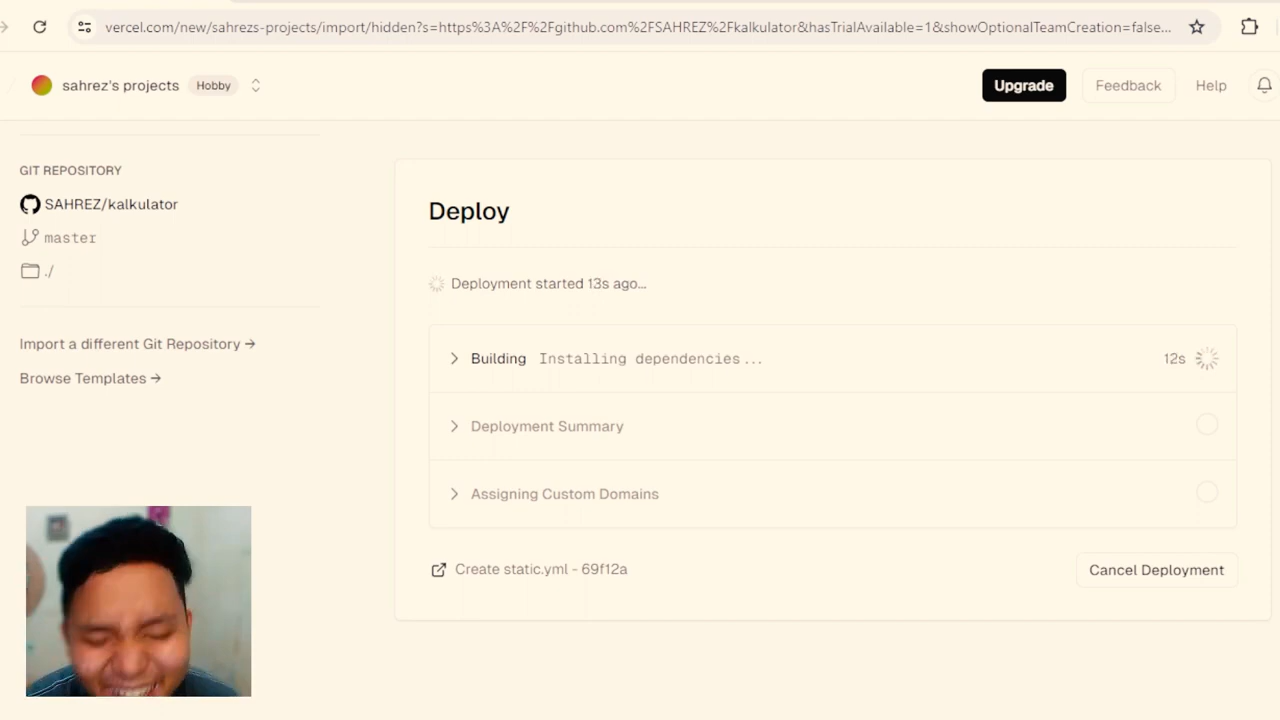 vercel.com/new/sahrezs-projects/import/hidden?s=https%3A%2F%2Fgithub.com%2FSAHREZ%2Fkalkulator&hasTrialAvailable=1&showOptionalTeamCreation=false...
sahrez's projects Hobby
Upgrade Feedback Help
GIT REPOSITORY
SAHREZ/kalkulator
master
./
Import a different Git Repository →
Browse Templates →
Deploy
Deployment started 13s ago...
Building Installing dependencies... 12s
Deployment Summary
Assigning Custom Domains
Create static.yml - 69f12a
Cancel Deployment